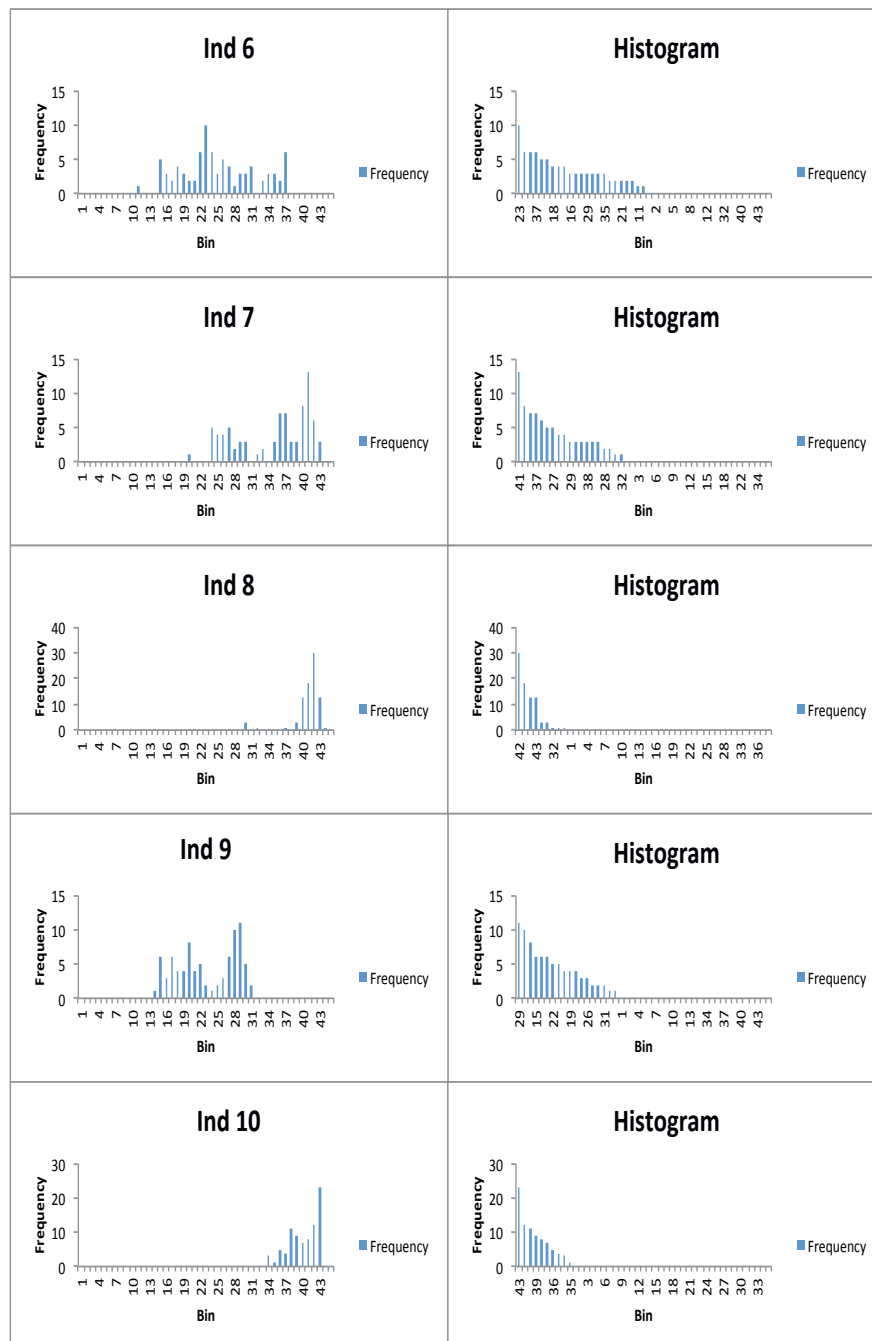 Ind 6
Frequency
15
10
5
0
1 4 7 10 13 16 19 22 25 28 31 34 37 40 43
Bin
Frequency
Histogram
Frequency
15
10
5
0
23 37 18 16 29 35 21 11 2 5 8 12 32 40 43
Bin
Frequency
Ind 7
Frequency
15
10
5
0
1 4 7 10 13 16 19 22 25 28 31 34 37 40 43
Bin
Frequency
Histogram
Frequency
15
10
5
0
41 37 27 29 38 28 32 3 6 9 12 15 18 22 34
Bin
Frequency
Ind 8
Frequency
40
30
20
10
0
1 4 7 10 13 16 19 22 25 28 31 34 37 40 43
Bin
Frequency
Histogram
Frequency
40
30
20
10
0
42 43 32 1 4 7 10 13 16 19 22 25 28 33 36
Bin
Frequency
Ind 9
Frequency
15
10
5
0
1 4 7 10 13 16 19 22 25 28 31 34 37 40 43
Bin
Frequency
Histogram
Frequency
15
10
5
0
29 15 22 19 26 31 1 4 7 10 13 34 37 40 43
Bin
Frequency
Ind 10
Frequency
30
20
10
0
1 4 7 10 13 16 19 22 25 28 31 34 37 40 43
Bin
Frequency
Histogram
Frequency
30
20
10
0
43 39 36 35 3 6 9 12 15 18 21 24 27 30 33
Bin
Frequency